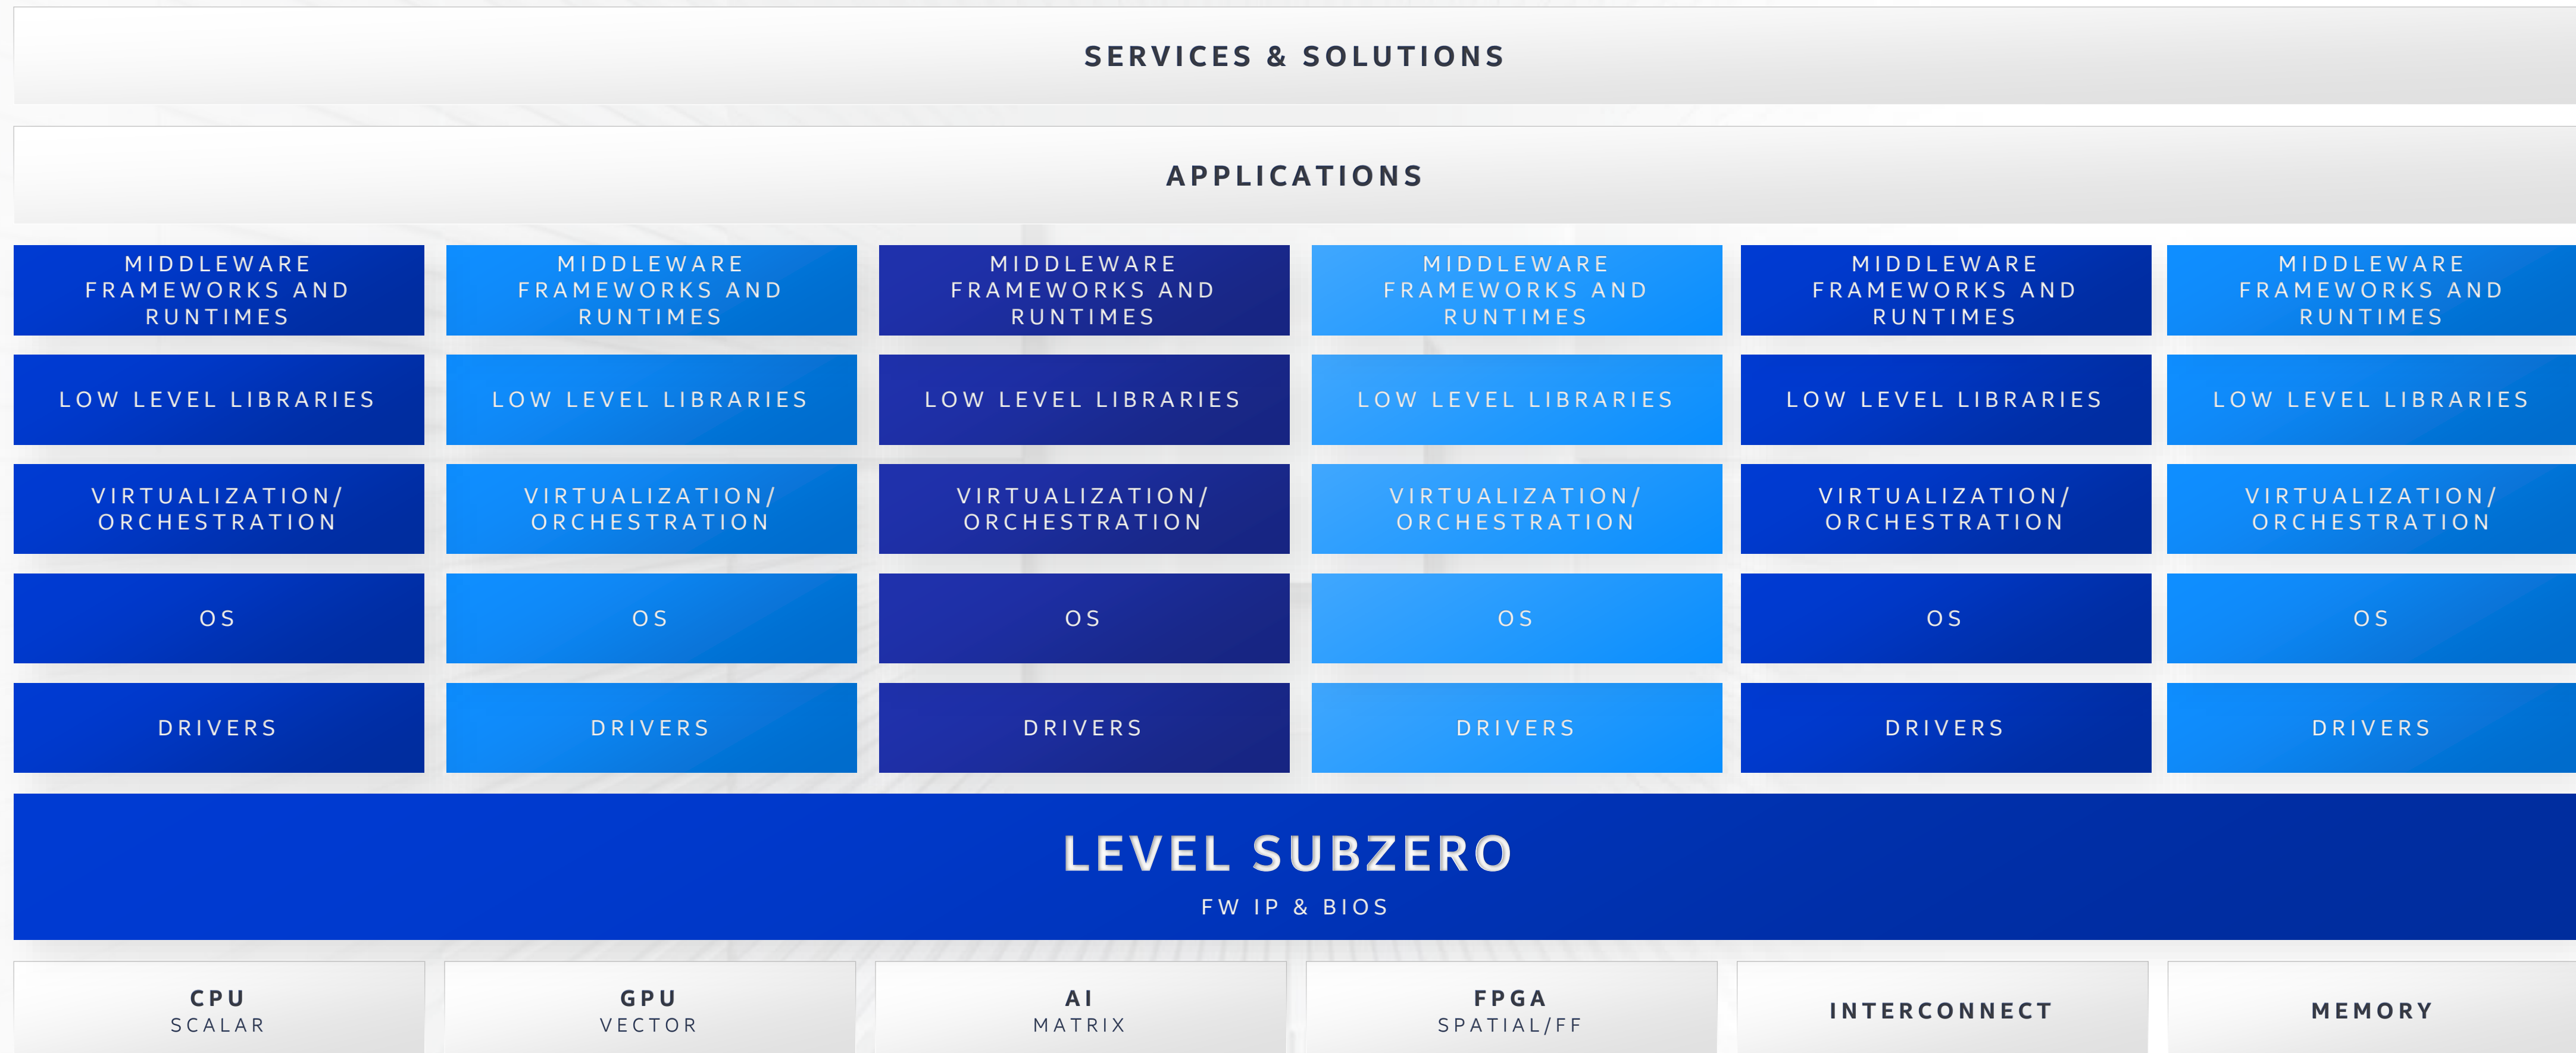 SERVICES & SOLUTIONS
APPLICATIONS
MIDDLEWARE
FRAMEWORKS AND
RUNTIMES
MIDDLEWARE
FRAMEWORKS AND
RUNTIMES
MIDDLEWARE
FRAMEWORKS AND
RUNTIMES
MIDDLEWARE
FRAMEWORKS AND
RUNTIMES
MIDDLEWARE
FRAMEWORKS AND
RUNTIMES
MIDDLEWARE
FRAMEWORKS AND
RUNTIMES
LOW LEVEL LIBRARIES
LOW LEVEL LIBRARIES
LOW LEVEL LIBRARIES
LOW LEVEL LIBRARIES
LOW LEVEL LIBRARIES
LOW LEVEL LIBRARIES
VIRTUALIZATION/
ORCHESTRATION
VIRTUALIZATION/
ORCHESTRATION
VIRTUALIZATION/
ORCHESTRATION
VIRTUALIZATION/
ORCHESTRATION
VIRTUALIZATION/
ORCHESTRATION
VIRTUALIZATION/
ORCHESTRATION
OS
OS
OS
OS
OS
OS
DRIVERS
DRIVERS
DRIVERS
DRIVERS
DRIVERS
DRIVERS
LEVEL SUBZERO
FW IP & BIOS
CPU
SCALAR
GPU
VECTOR
AI
MATRIX
FPGA
SPATIAL/FF
INTERCONNECT
MEMORY